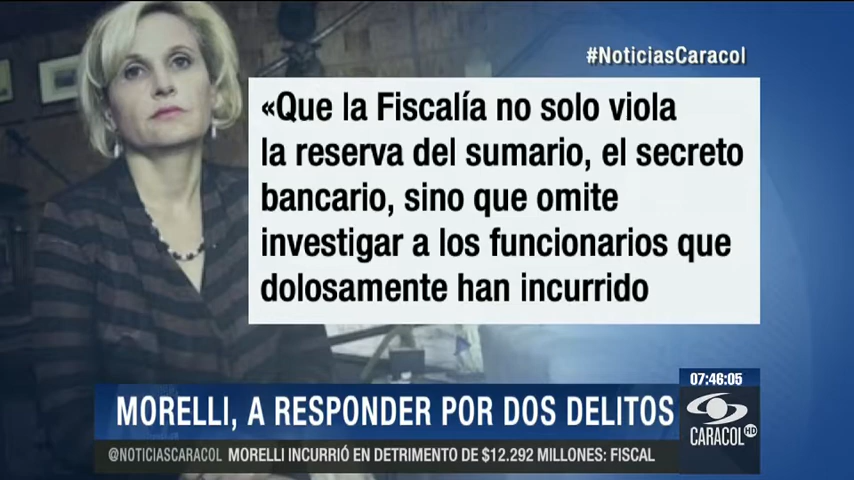 #NoticiasCaracol
«Que la Fiscalía no solo viola
la reserva del sumario, el secreto
bancario, sino que omite
investigar a los funcionarios que
dolosamente han incurrido
07:46:05
MORELLI, A RESPONDER POR DOS DELITOS
CARACOL HD
@NOTICIASCARACOL MORELLI INCURRIÓ EN DETRIMENTO DE $12.292 MILLONES: FISCAL